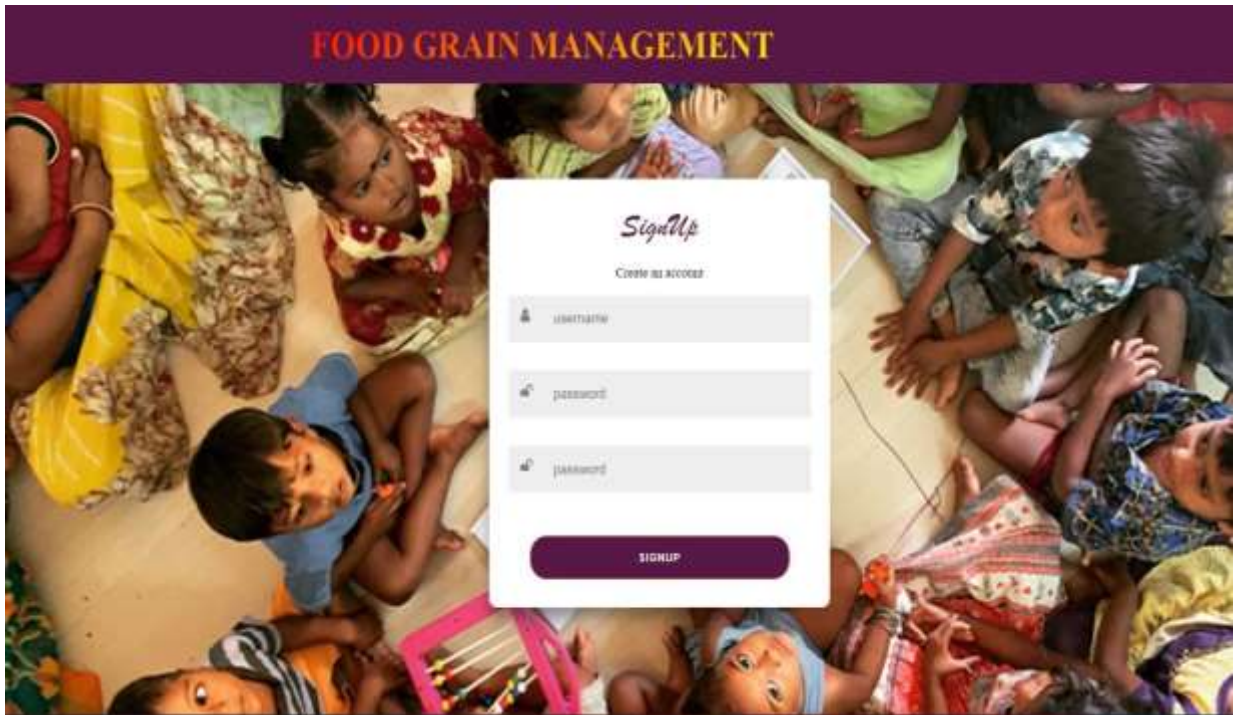 FOOD GRAIN MANAGEMENT
SignUp
Create an account
username
password
password
SIGNUP